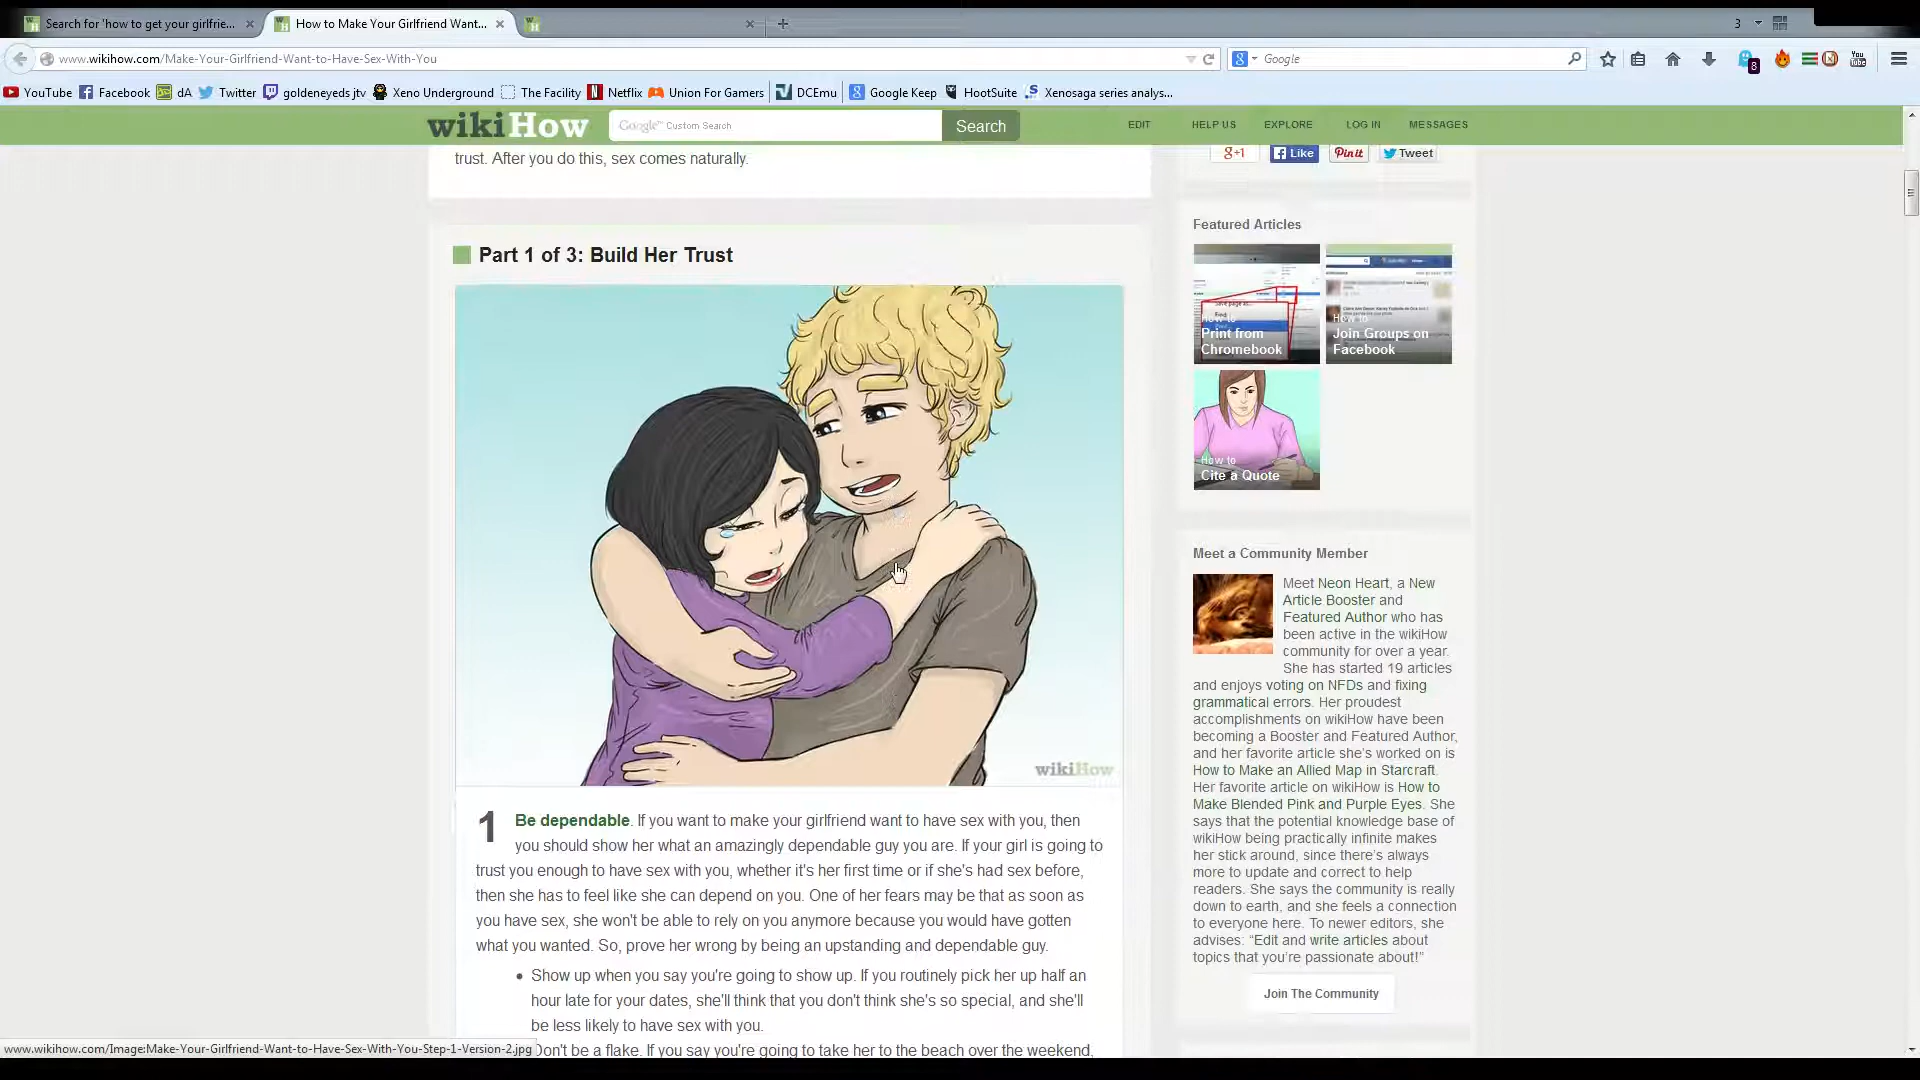 Search for 'how to get your girlfrie...
How to Make Your Girlfriend Want...
3
www.wikihow.com/Make-Your-Girlfriend-Want-to-Have-Sex-With-You
Google
8
YouTube Facebook dA Twitter goldeneyeds jtv Xeno Underground The Facility Netflix Union For Gamers DCEmu Google Keep HootSuite Xenosaga series analys...
wikiHow
Google™ Custom Search
Search
EDIT HELP US EXPLORE LOG IN MESSAGES
trust. After you do this, sex comes naturally.
g+1 Like Pinit Tweet
Part 1 of 3: Build Her Trust
wikiHow
1 Be dependable. If you want to make your girlfriend want to have sex with you, then
you should show her what an amazingly dependable guy you are. If your girl is going to
trust you enough to have sex with you, whether it's her first time or if she's had sex before,
then she has to feel like she can depend on you. One of her fears may be that as soon as
you have sex, she won't be able to rely on you anymore because you would have gotten
what you wanted. So, prove her wrong by being an upstanding and dependable guy.
Show up when you say you're going to show up. If you routinely pick her up half an
hour late for your dates, she'll think that you don't think she's so special, and she'll
be less likely to have sex with you.
Don't be a flake. If you say you're going to take her to the beach over the weekend,
Featured Articles
How to
Print from
Chromebook
How to
Join Groups on
Facebook
How to
Cite a Quote
Meet a Community Member
Meet Neon Heart, a New
Article Booster and
Featured Author who has
been active in the wikiHow
community for over a year.
She has started 19 articles
and enjoys voting on NFDs and fixing
grammatical errors. Her proudest
accomplishments on wikiHow have been
becoming a Booster and Featured Author,
and her favorite article she's worked on is
How to Make an Allied Map in Starcraft.
Her favorite article on wikiHow is How to
Make Blended Pink and Purple Eyes. She
says that the potential knowledge base of
wikiHow being practically infinite makes
her stick around, since there's always
more to update and correct to help
readers. She says the community is really
down to earth, and she feels a connection
to everyone here. To newer editors, she
advises: “Edit and write articles about
topics that you're passionate about!”
Join The Community
www.wikihow.com/Image:Make-Your-Girlfriend-Want-to-Have-Sex-With-You-Step-1-Version-2.jpg